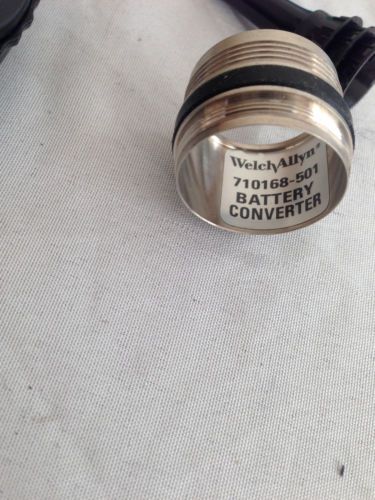 WelchAllyn®
710168-501
BATTERY
CONVERTER